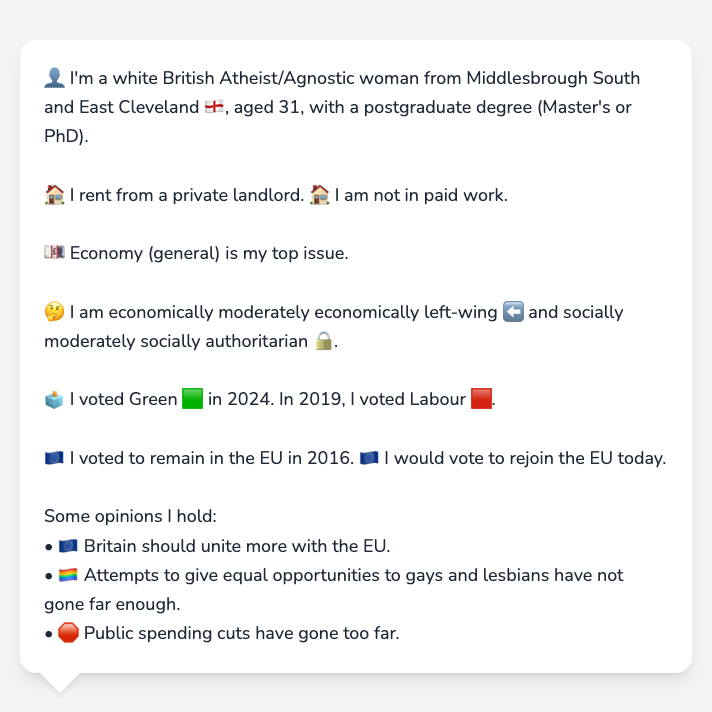 👤 I'm a white British Atheist/Agnostic woman from Middlesbrough South
and East Cleveland 🏴󠁧󠁢󠁥󠁮󠁧󠁿, aged 31, with a postgraduate degree (Master's or
PhD).
🏠 I rent from a private landlord. 🏠 I am not in paid work.
💷 Economy (general) is my top issue.
🤔 I am economically moderately economically left-wing ⬅️ and socially
moderately socially authoritarian 🔒.
🗳️ I voted Green 🟩 in 2024. In 2019, I voted Labour 🟥.
🇪🇺 I voted to remain in the EU in 2016. 🇪🇺 I would vote to rejoin the EU today.
Some opinions I hold:
• 🇪🇺 Britain should unite more with the EU.
• 🏳️‍🌈 Attempts to give equal opportunities to gays and lesbians have not
gone far enough.
• 🛑 Public spending cuts have gone too far.